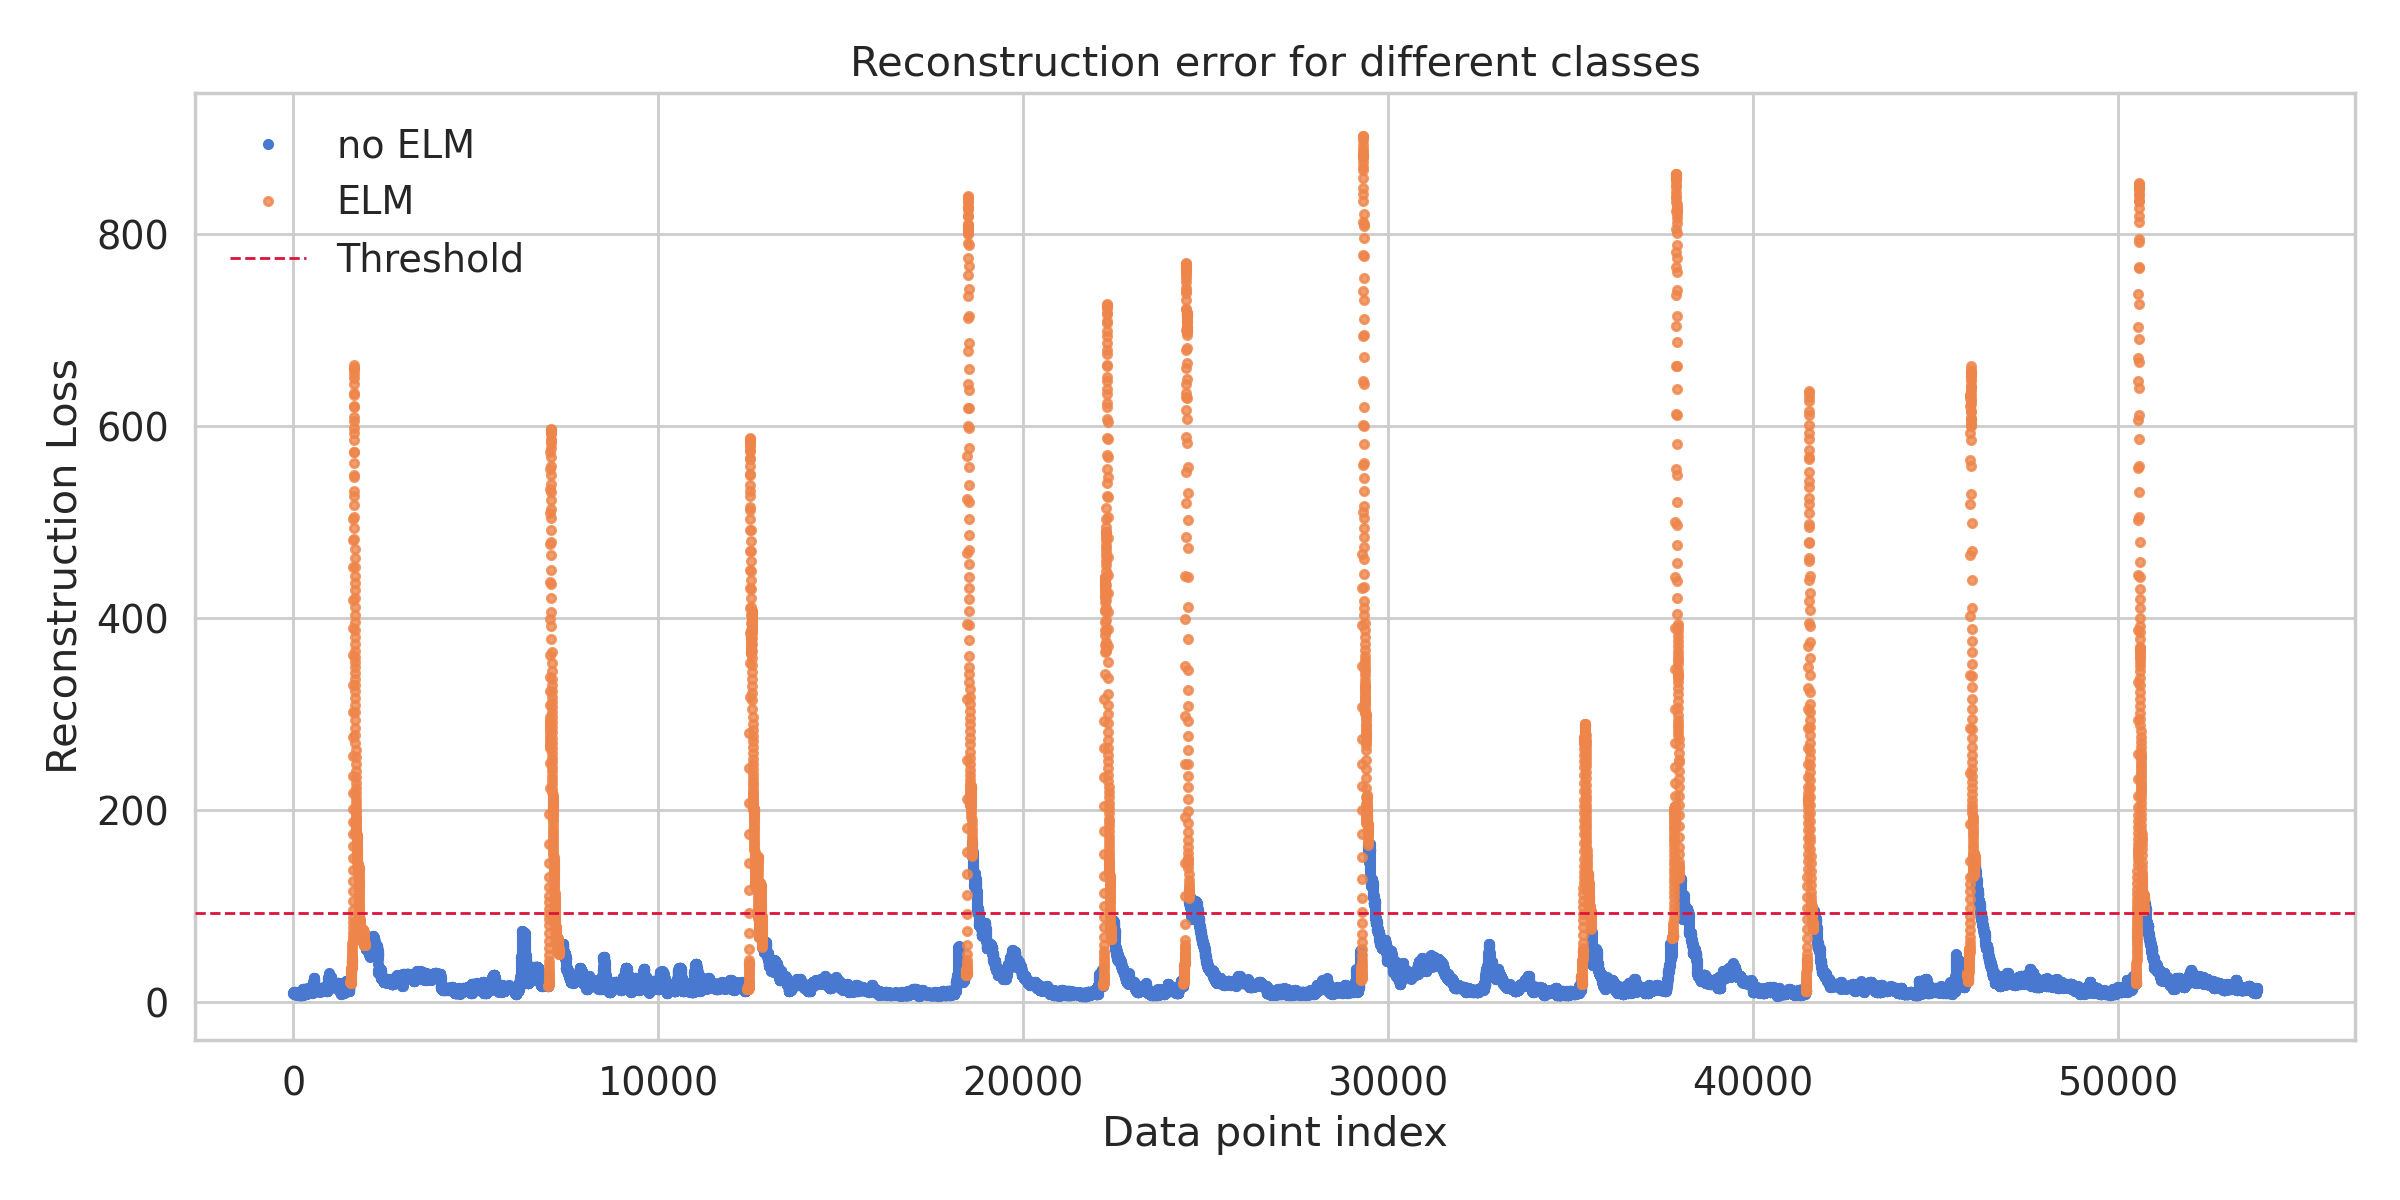 Reconstruction error for different classes
no ELM
ELM
Threshold
Reconstruction Loss
800
600
400
200
0
0 10000 20000 30000 40000 50000
Data point index